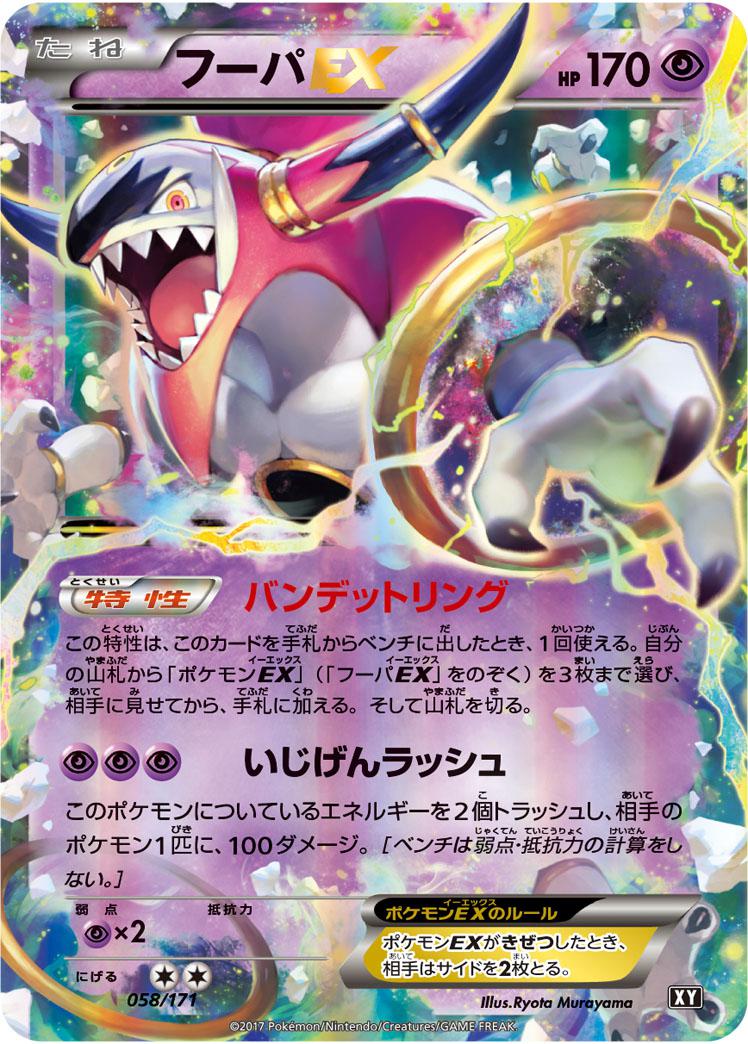 たね
フーパEX
HP170
とくせい
特性 バンデットリング
この特性は、このカードを手札からベンチに出したとき、1回使える。自分
の山札から「ポケモンEX」(「フーパEX」をのぞく)を3枚まで選び、
相手に見せてから、手札に加える。そして山札を切る。
いじげんラッシュ
このポケモンについているエネルギーを2個トラッシュし、相手の
ポケモン1匹に、100ダメージ。[ベンチは弱点・抵抗力の計算をし
ない。]
弱点 抵抗力
×2
にげる
058/171
ポケモンEXのルール
ポケモンEXがきぜつしたとき、
相手はサイドを2枚とる。
Illus.Ryota Murayama
XY
©2017 Pokémon/Nintendo/Creatures/GAME FREAK.